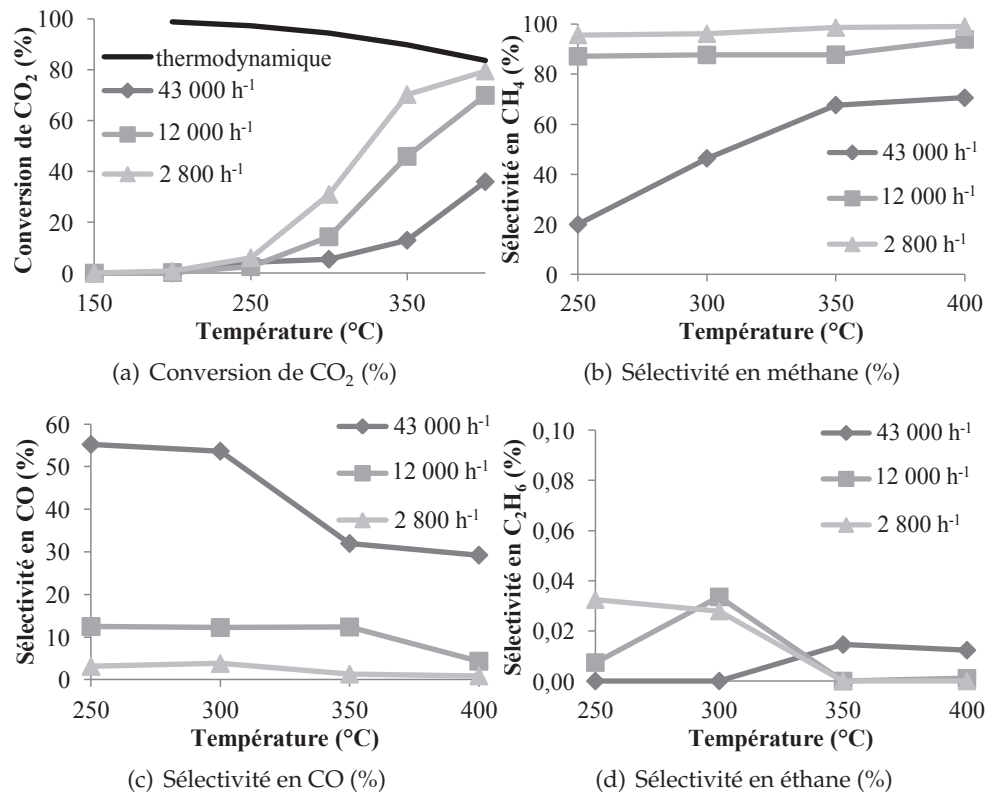 100
80
60
40
20
0
Conversion de CO2 (%)
thermodynamique
43 000 h-1
12 000 h-1
2 800 h-1
150
250
350
Température (°C)
(a) Conversion de CO2 (%)
100
80
60
40
20
0
Sélectivité en CH4 (%)
43 000 h-1
12 000 h-1
2 800 h-1
250
300
350
400
Température (°C)
(b) Sélectivité en méthane (%)
60
50
40
30
20
10
0
Sélectivité en CO (%)
43 000 h-1
12 000 h-1
2 800 h-1
250
300
350
400
Température (°C)
(c) Sélectivité en CO (%)
0,10
0,08
0,06
0,04
0,02
0,00
Sélectivité en C2H6 (%)
43 000 h-1
12 000 h-1
2 800 h-1
250
300
350
400
Température (°C)
(d) Sélectivité en éthane (%)